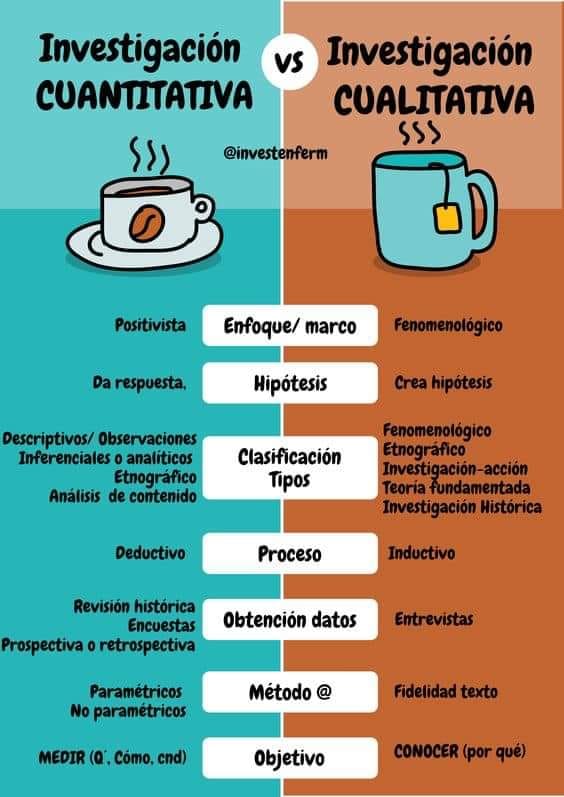 Investigación
CUANTITATIVA
vs
Investigación
CUALITATIVA
@investenferm
Positivista
Enfoque/ marco
Fenomenológico
Da respuesta,
Hipótesis
Crea hipótesis
Descriptivos/ Observaciones
Inferenciales o analíticos
Etnográfico
Análisis de contenido
Clasificación
Tipos
Fenomenológico
Etnográfico
Investigación-acción
Teoría fundamentada
Investigación Histórica
Deductivo
Proceso
Inductivo
Revisión histórica
Encuestas
Prospectiva o retrospectiva
Obtención datos
Entrevistas
Paramétricos
No paramétricos
Método @
Fidelidad texto
MEDIR (Q´, Cómo, cnd)
Objetivo
CONOCER (por qué)